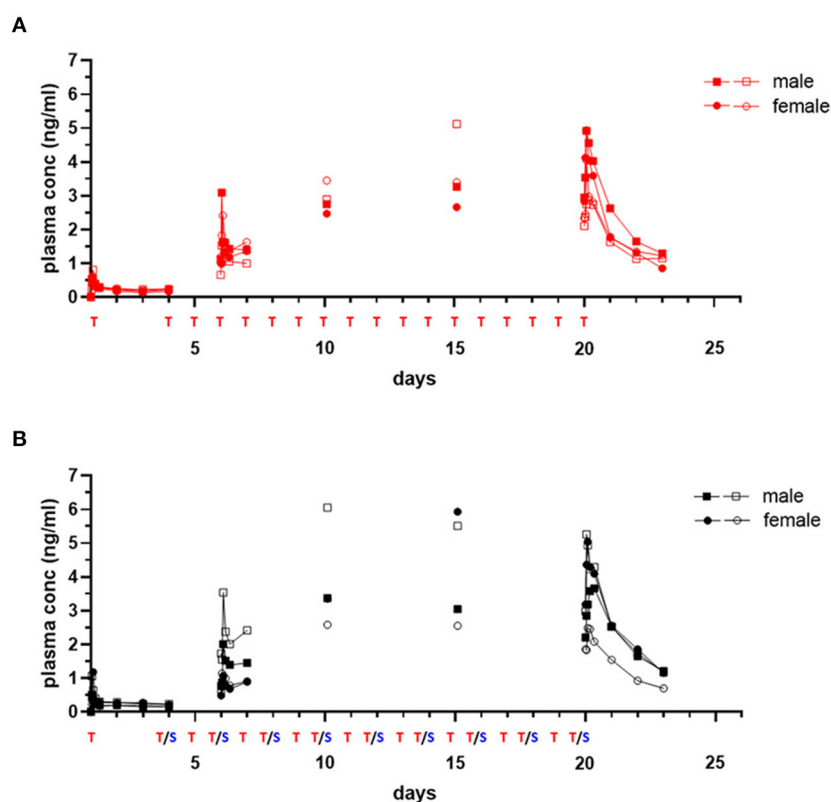 A
plasma conc (ng/ml)
7
6
5
4
3
2
1
0
male
female
T T T T T T T T T T T T T T T T T T
5 10 15 20 25
days
B
plasma conc (ng/ml)
7
6
5
4
3
2
1
0
male
female
T T/S T T/S T T/S T T/S T T/S T T/S T T/S T T/S T T/S
5 10 15 20 25
days